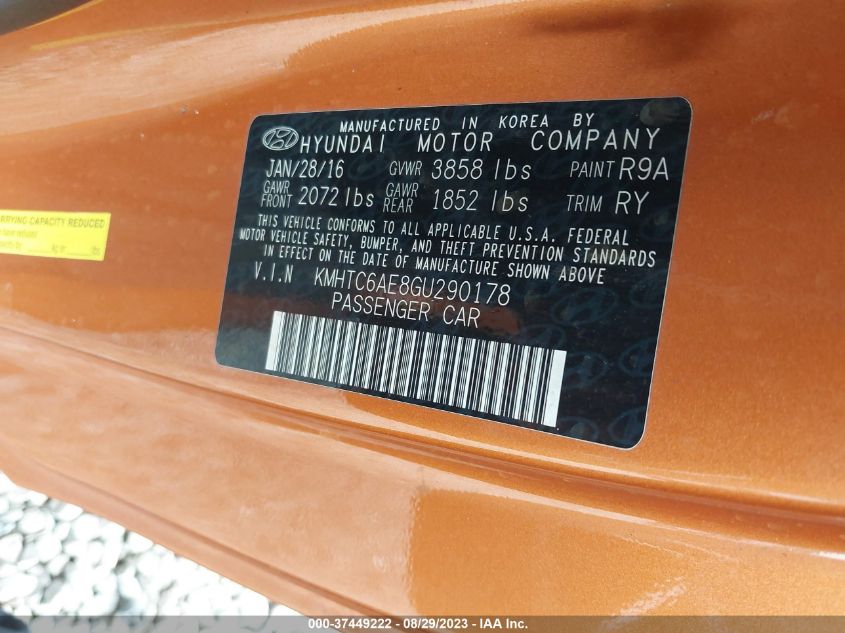 MANUFACTURED IN KOREA BY
HYUNDAI MOTOR COMPANY
JAN/28/16 GVWR 3858 lbs PAINT R9A
GAWR FRONT 2072 lbs GAWR REAR 1852 lbs TRIM RY
THIS VEHICLE CONFORMS TO ALL APPLICABLE U.S.A. FEDERAL
MOTOR VEHICLE SAFETY, BUMPER, AND THEFT PREVENTION STANDARDS
IN EFFECT ON THE DATE OF MANUFACTURE SHOWN ABOVE
V.I.N KMHTC6AE8GU290178
PASSENGER CAR
ARRYING CAPACITY REDUCED
000-37449222 - 08/29/2023 - IAA Inc.